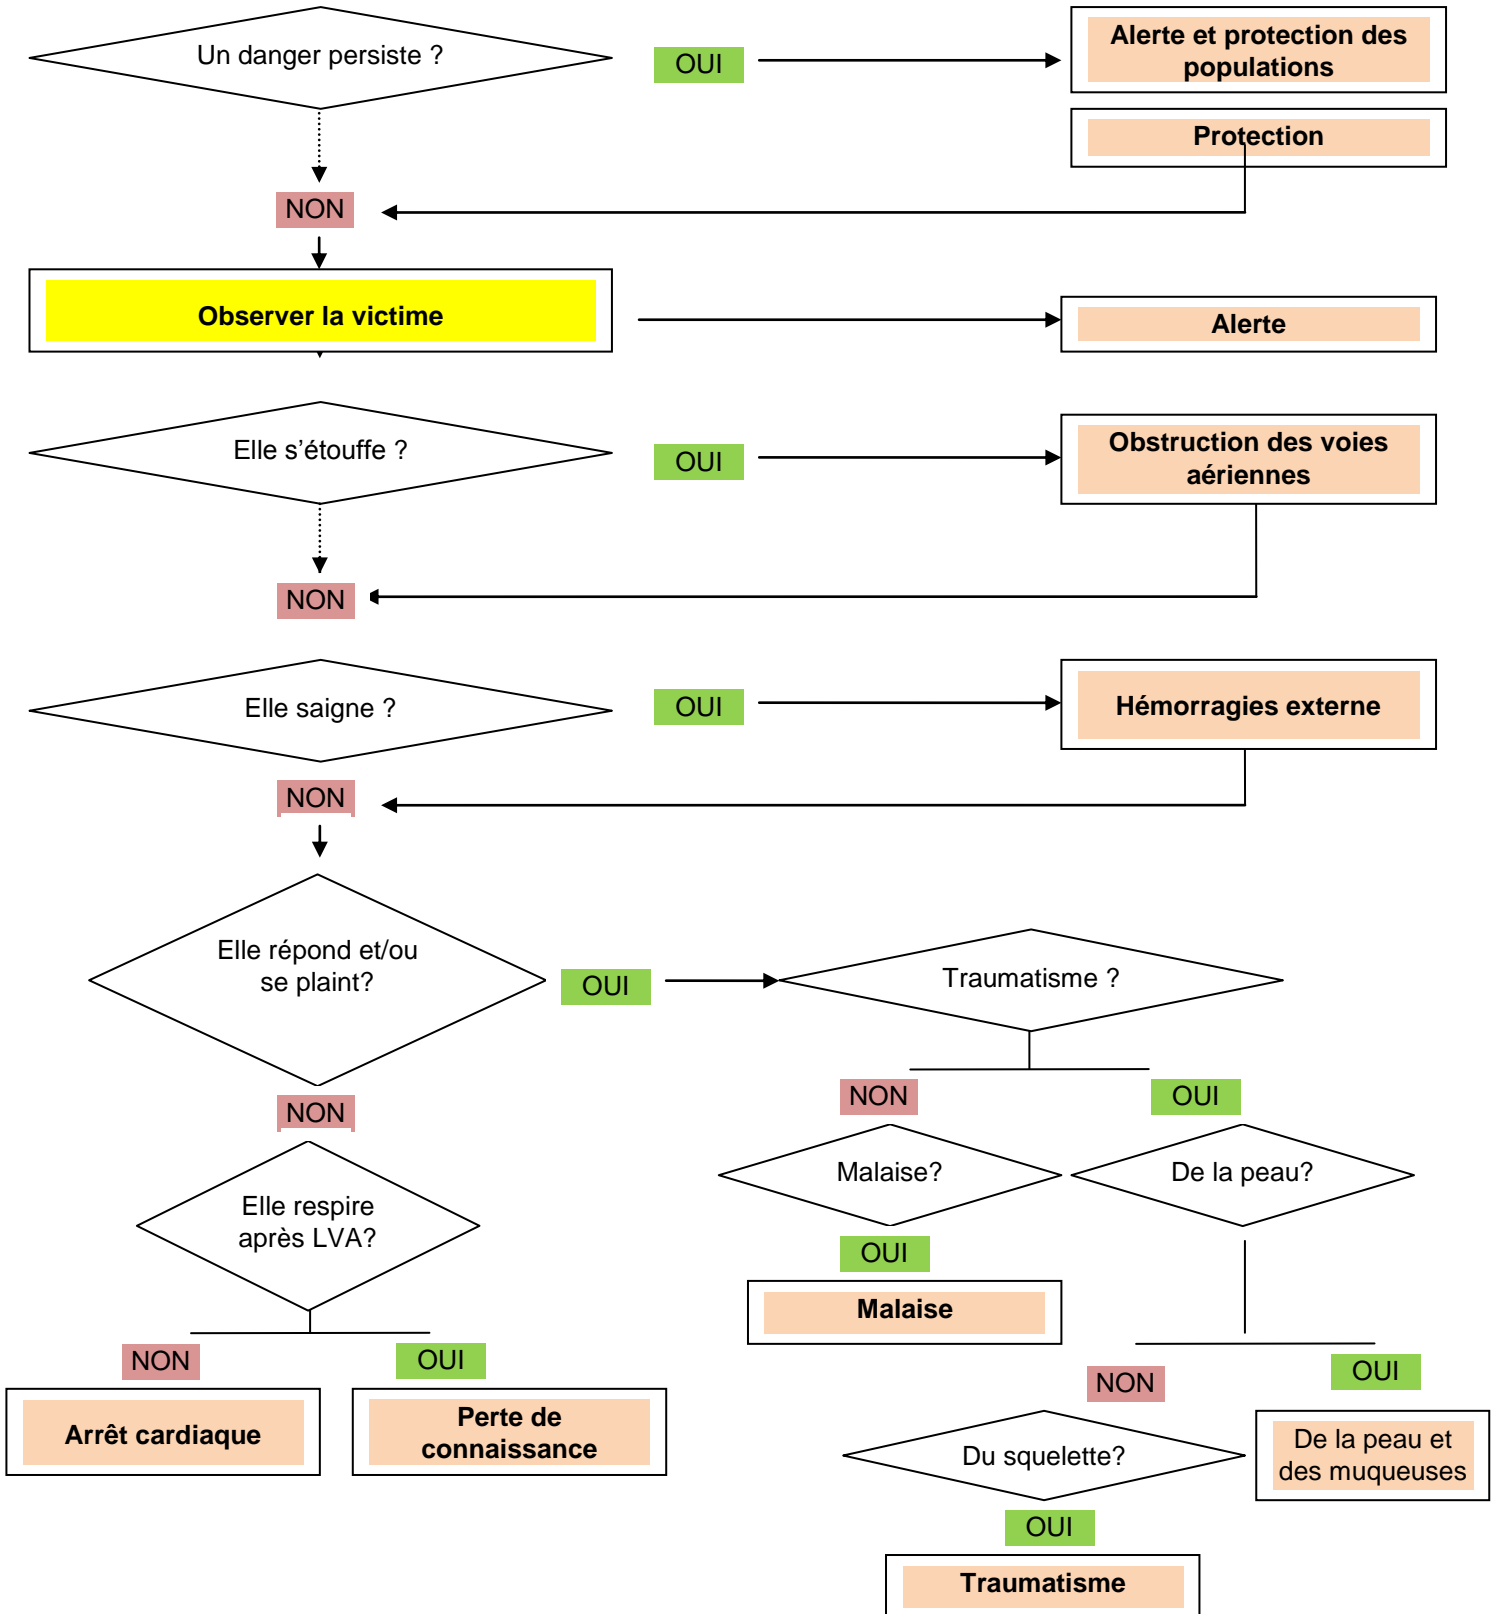 Un danger persiste ?
OUI
Alerte et protection des
populations
Protection
NON
Observer la victime
Alerte
Elle s’étouffe ?
OUI
Obstruction des voies
aériennes
NON
Elle saigne ?
OUI
Hémorragies externe
NON
Elle répond et/ou
se plaint?
OUI
Traumatisme ?
NON
NON
OUI
Elle respire
après LVA?
Malaise?
De la peau?
OUI
Malaise
NON
OUI
NON
OUI
Arrêt cardiaque
Perte de
connaissance
Du squelette?
De la peau et
des muqueuses
OUI
Traumatisme